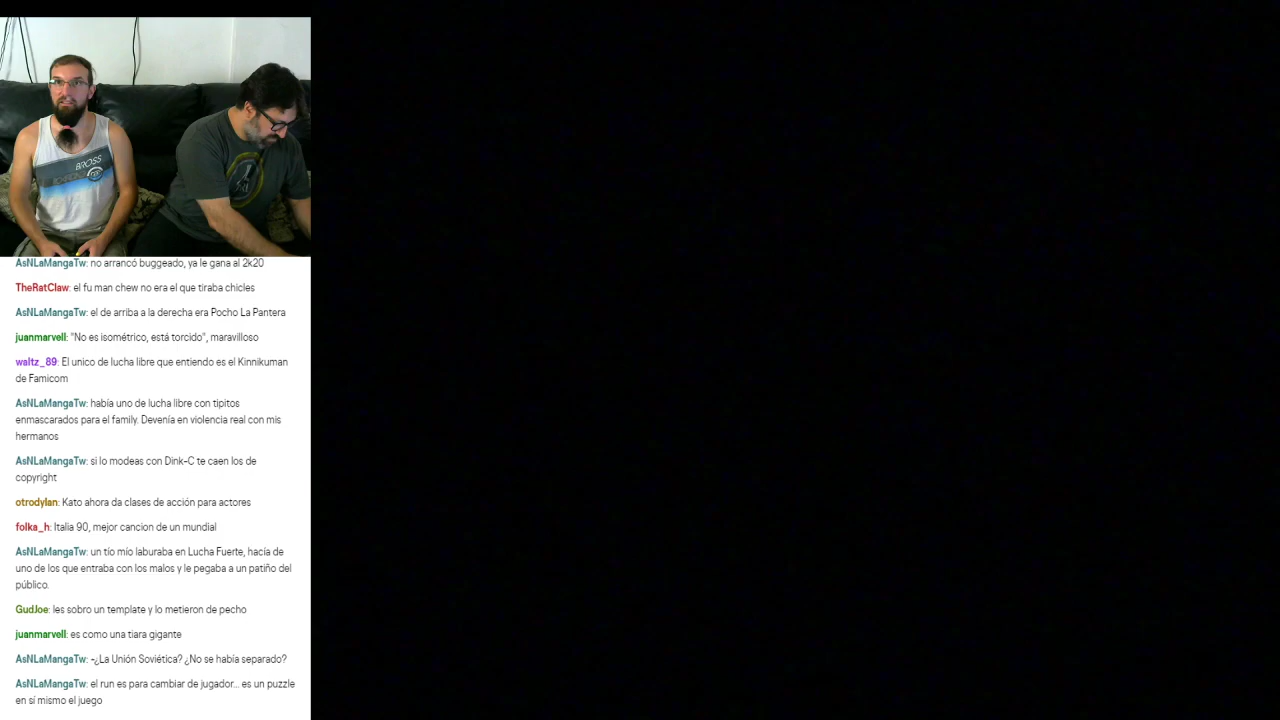 BROSS
AsNLaMangaTw: no arrancó buggeado, ya le gana al 2k20
TheRatClaw: el fu man chew no era el que tiraba chicles
AsNLaMangaTw: el de arriba a la derecha era Pocho La Pantera
juanmarvell: "No es isométrico, está torcido", maravilloso
waltz_89: El unico de lucha libre que entiendo es el Kinnikuman
de Famicom
AsNLaMangaTw: había uno de lucha libre con tipitos
enmascarados para el family. Devenía en violencia real con mis
hermanos
AsNLaMangaTw: si lo modeas con Dink-C te caen los de
copyright
otrodylan: Kato ahora da clases de acción para actores
folka_h: Italia 90, mejor cancion de un mundial
AsNLaMangaTw: un tío mío laburaba en Lucha Fuerte, hacía de
uno de los que entraba con los malos y le pegaba a un patiño del
público.
GudJoe: les sobro un template y lo metieron de pecho
juanmarvell: es como una tiara gigante
AsNLaMangaTw: -¿La Unión Soviética? ¿No se había separado?
AsNLaMangaTw: el run es para cambiar de jugador... es un puzzle
en sí mismo el juego